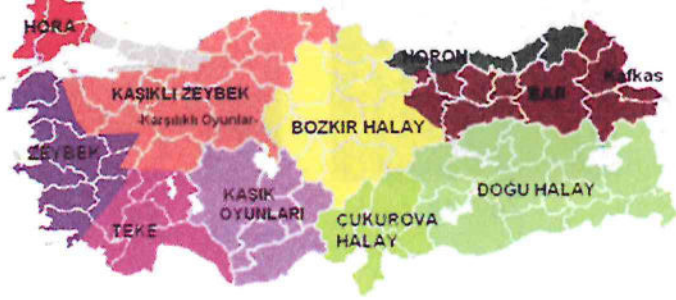 HORA
HORON
Kafkas
KAŞIKLI ZEYBEK
BAR
-Karşılıklı Oyunlar-
BOZKIR HALAY
ZEYBEK
DOĞU HALAY
KAŞIK
OYUNLARI
TEKE
ÇUKUROVA
HALAY